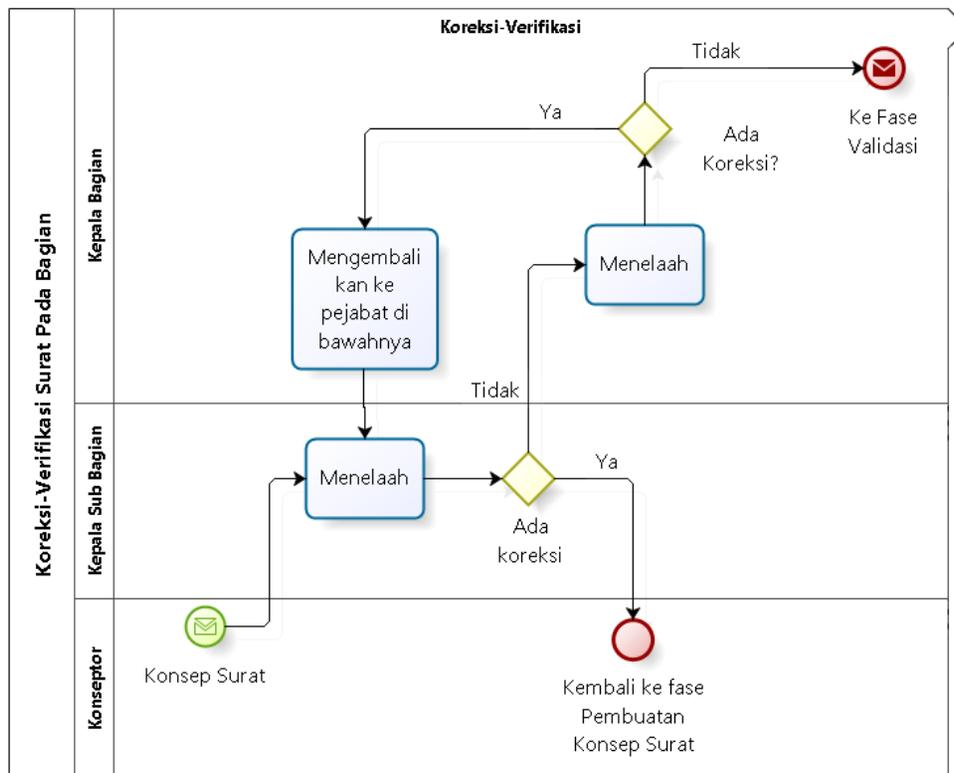 Koreksi-Verifikasi Surat Pada Bagian
Koreksi-Verifikasi
Kepala Bagian
Tidak
Ke Fase
Validasi
Ya
Ada
Koreksi?
Mengembali
kan ke
pejabat di
bawahnya
Menelaah
Tidak
Kepala Sub Bagian
Menelaah
Ya
Ada
koreksi
Konseptor
Konsep Surat
Kembali ke fase
Pembuatan
Konsep Surat